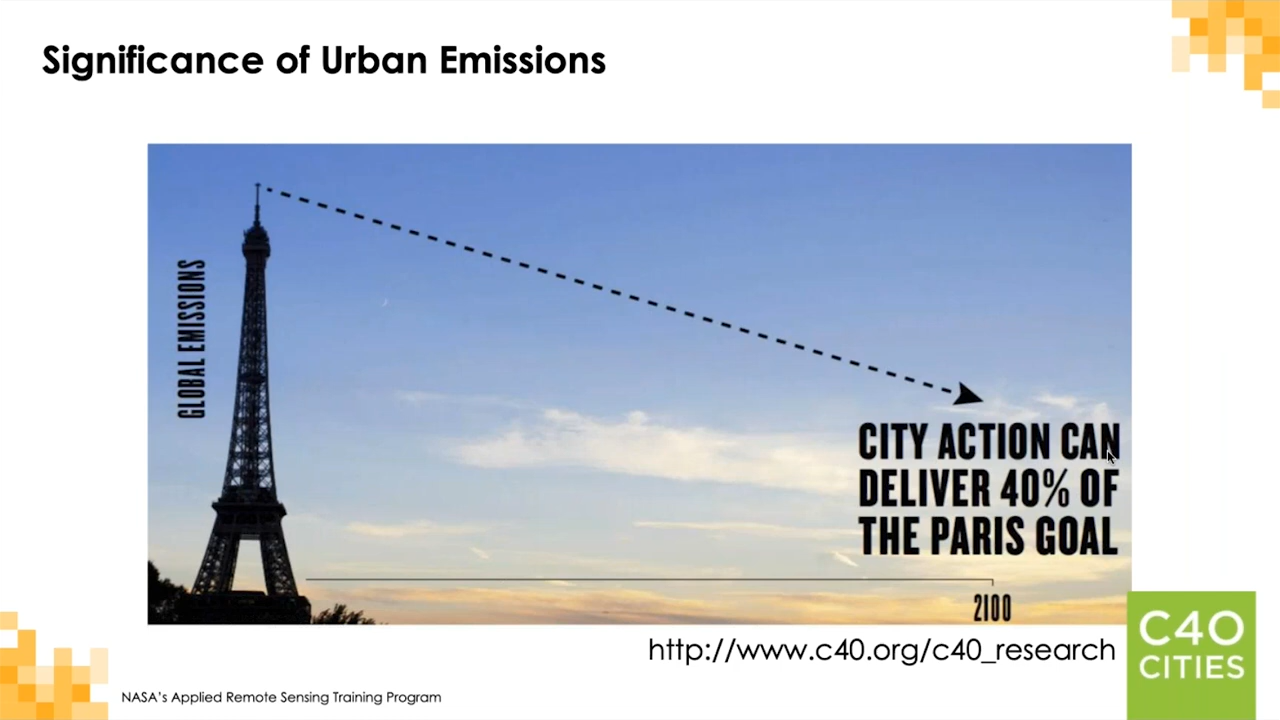 Significance of Urban Emissions
GLOBAL EMISSIONS
CITY ACTION CAN
DELIVER 40% OF
THE PARIS GOAL
2100
http://www.c40.org/c40_research
C40
CITIES
NASA's Applied Remote Sensing Training Program